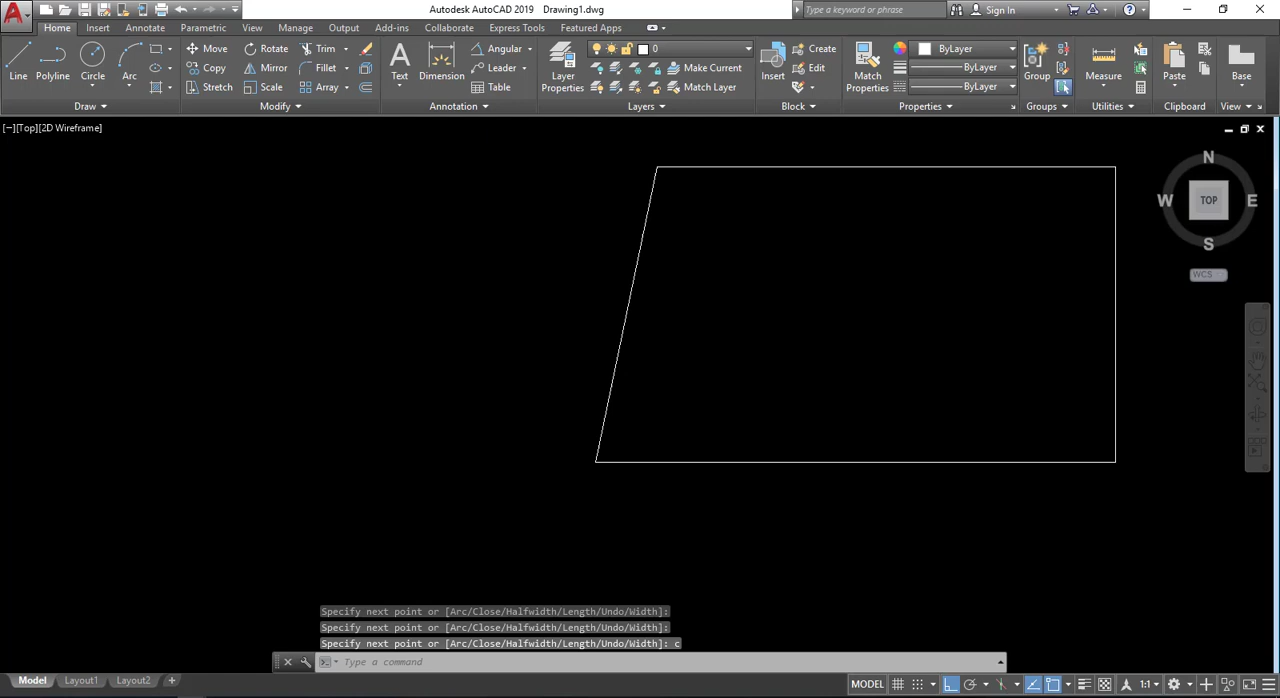 Autodesk AutoCAD 2019 Drawing1.dwg
Type a keyword or phrase
Sign In
Home Insert Annotate Parametric View Manage Output Add-ins Collaborate Express Tools Featured Apps
Line Polyline Circle Arc
Move Rotate Trim
Copy Mirror Fillet
Stretch Scale Array
Text Dimension
Angular
Leader
Table
Layer Properties
0
Make Current
Match Layer
Insert
Create
Edit
Match Properties
ByLayer
ByLayer
ByLayer
Group
Measure
Paste
Base
Draw Modify Annotation Layers Block Properties Groups Utilities Clipboard View
[−][Top][2D Wireframe]
N
W TOP E
S
WCS
Specify next point or [Arc/Close/Halfwidth/Length/Undo/Width]:
Specify next point or [Arc/Close/Halfwidth/Length/Undo/Width]:
Specify next point or [Arc/Close/Halfwidth/Length/Undo/Width]: c
Type a command
Model Layout1 Layout2 +
MODEL 1:1